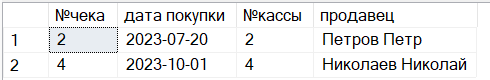 №чека дата покупки №кассы продавец
1 2 2023-07-20 2 Петров Петр
2 4 2023-10-01 4 Николаев Николай